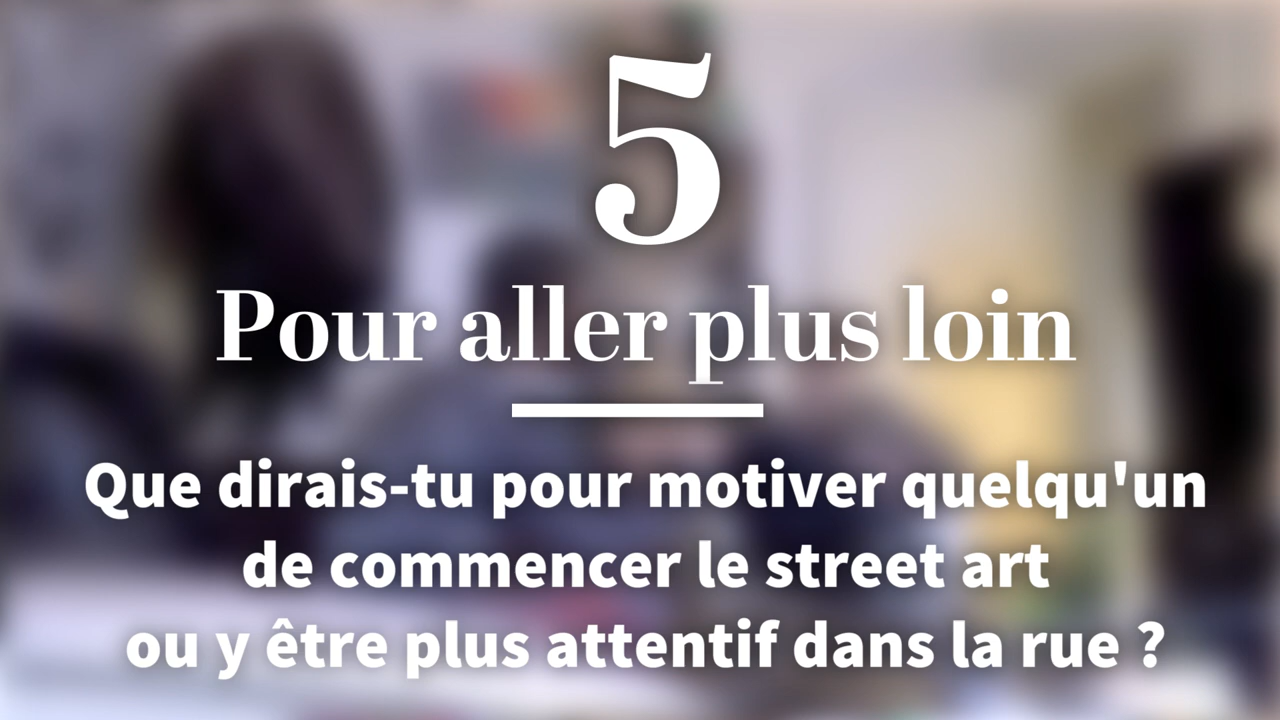 5
Pour aller plus loin
Que dirais-tu pour motiver quelqu'un
de commencer le street art
ou y être plus attentif dans la rue ?